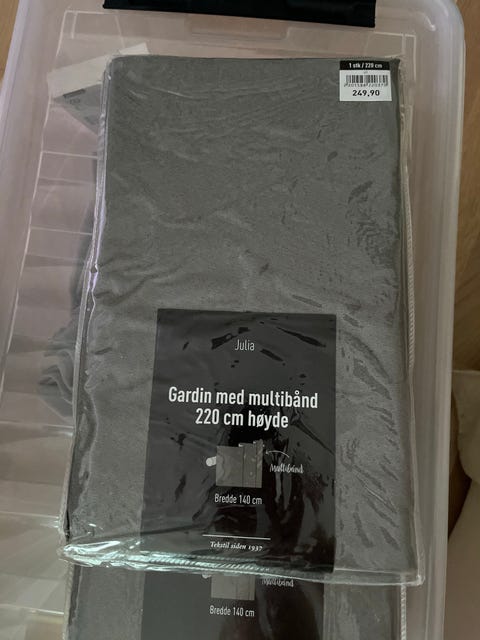 1 stk / 220 cm
249,90
Julia
Gardin med multibånd
220 cm høyde
Multibånd
Bredde 140 cm
Tekstil siden 1937
Multibånd
Bredde 140 cm